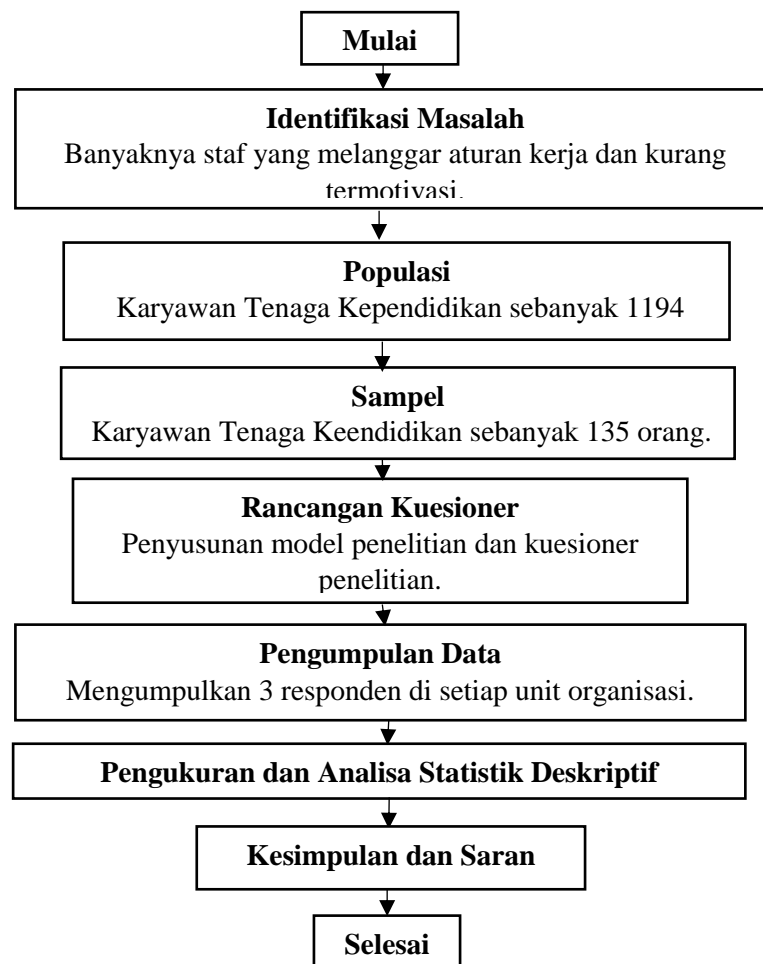 Mulai
Identifikasi Masalah
Banyaknya staf yang melanggar aturan kerja dan kurang
termotivasi.
Populasi
Karyawan Tenaga Kependidikan sebanyak 1194
Sampel
Karyawan Tenaga Keendidikan sebanyak 135 orang.
Rancangan Kuesioner
Penyusunan model penelitian dan kuesioner
penelitian.
Pengumpulan Data
Mengumpulkan 3 responden di setiap unit organisasi.
Pengukuran dan Analisa Statistik Deskriptif
Kesimpulan dan Saran
Selesai